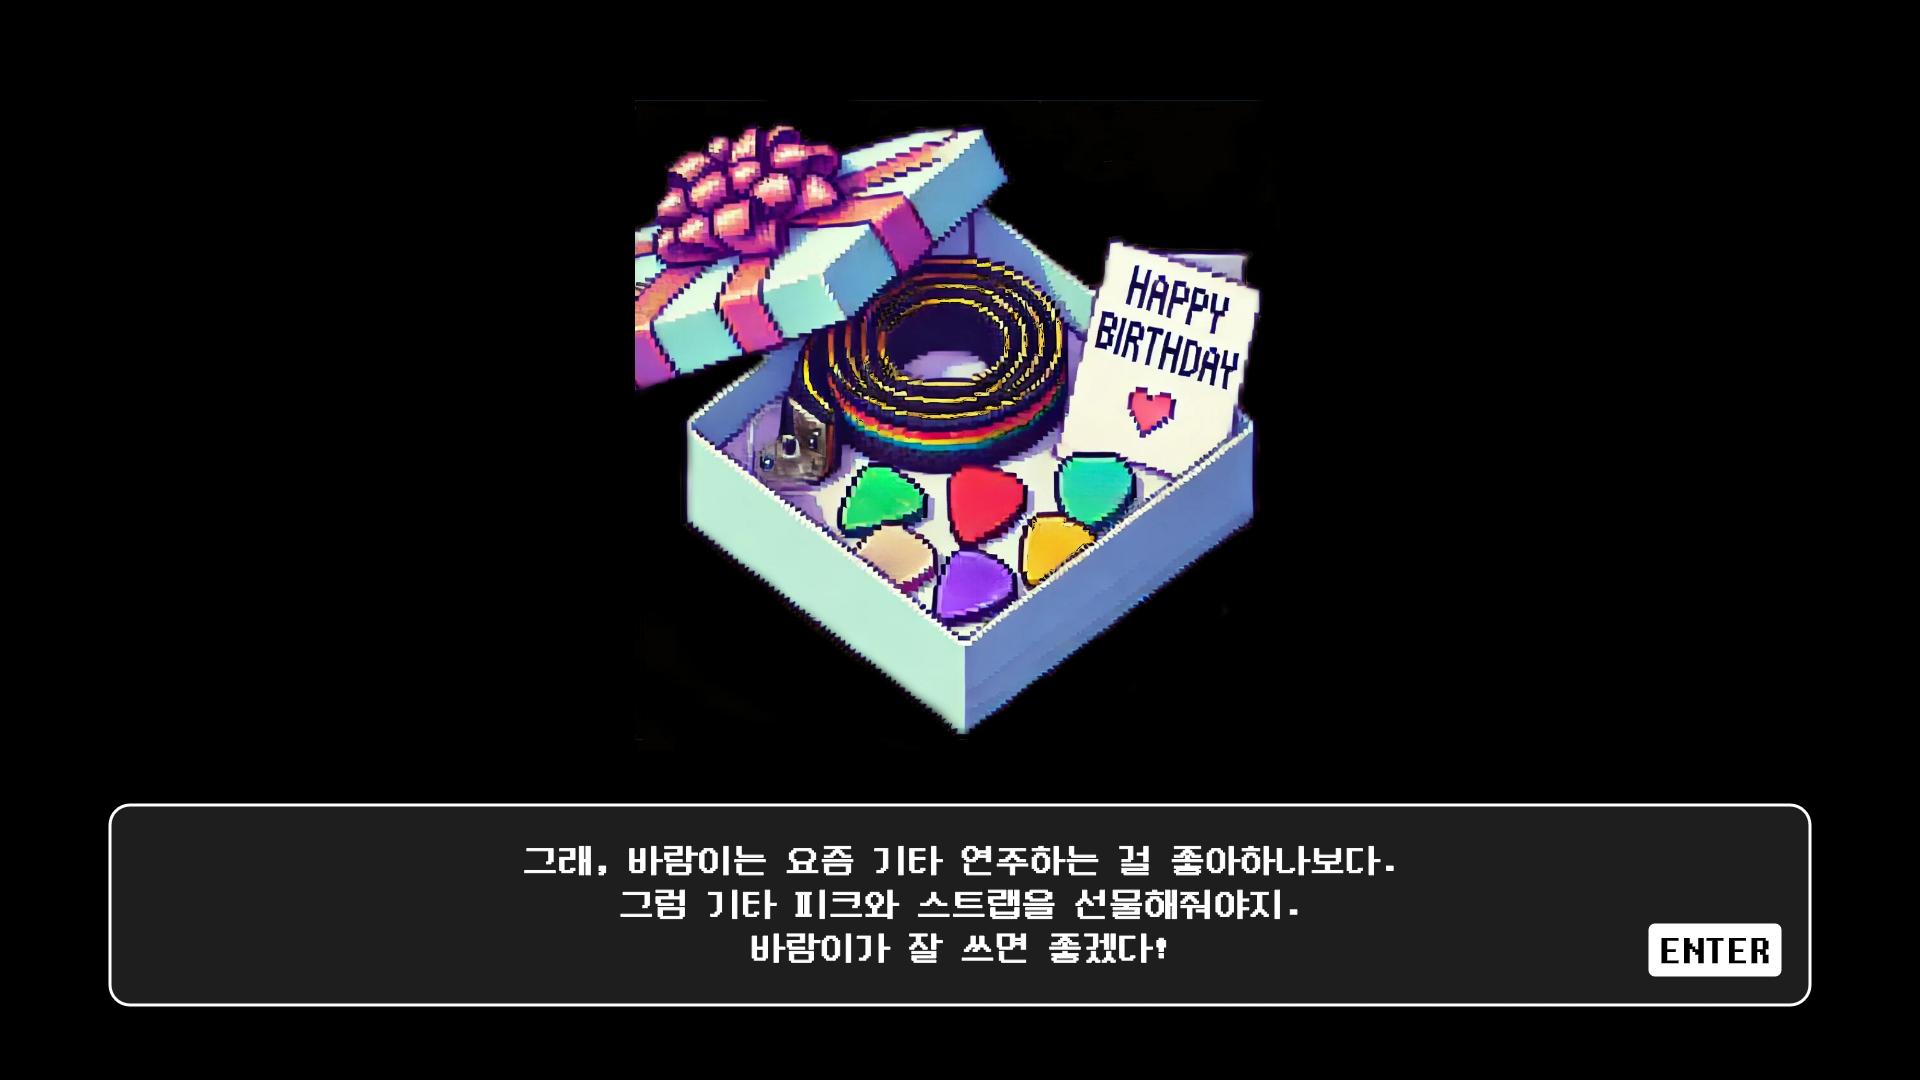 HAPPY
BIRTHDAY
그래, 바람이는 요즘 기타 연주하는 걸 좋아하나보다.
그럼 기타 피크와 스트랩을 선물해줘야지.
바람이가 잘 쓰면 좋겠다!
ENTER